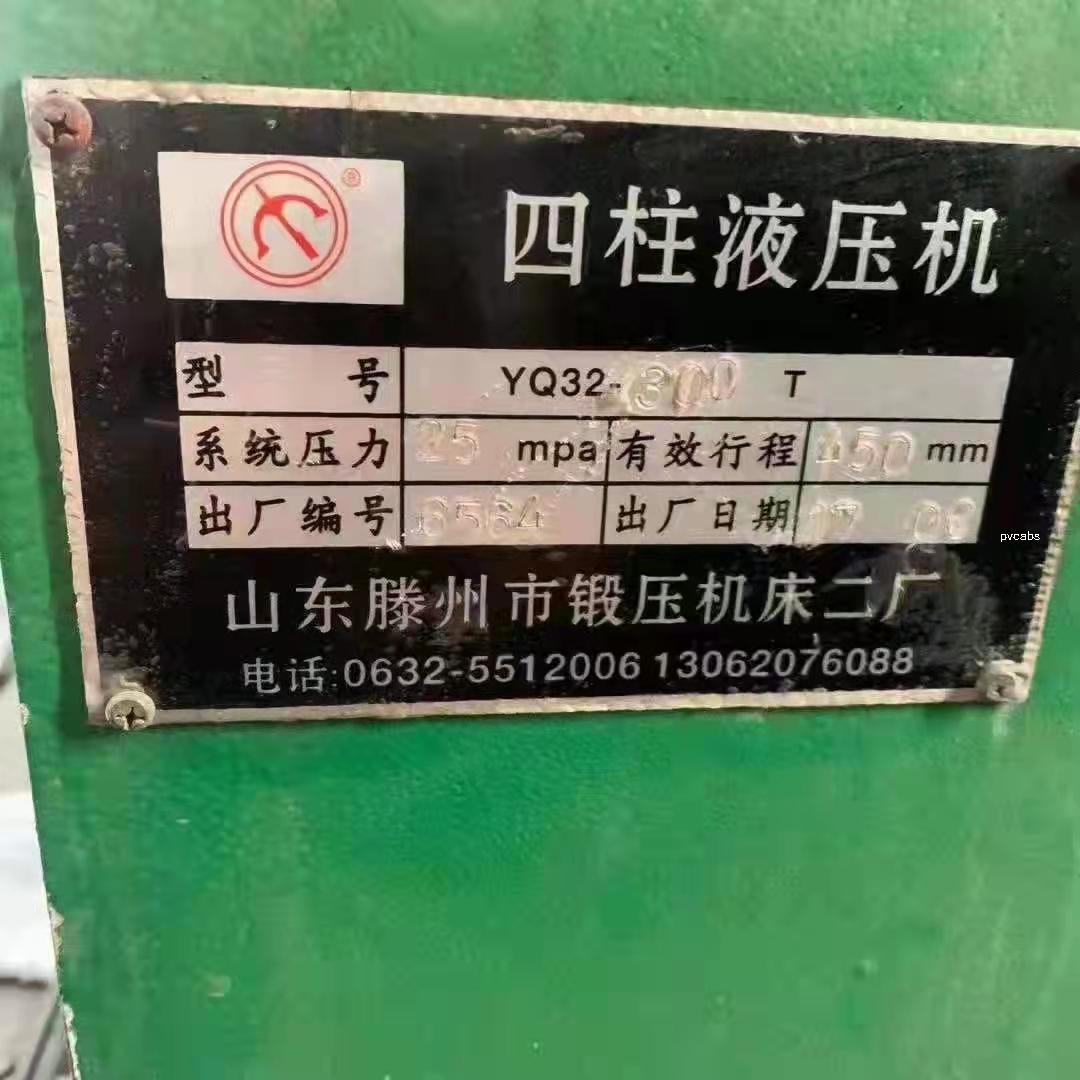 四柱液压机
型 号 YQ32-300 T
系统压力 25 mpa 有效行程 mm
出厂编号 出厂日期 17 06
山东滕州市锻压机床二厂
电话:0632-5512006 13062076088
pvcabs